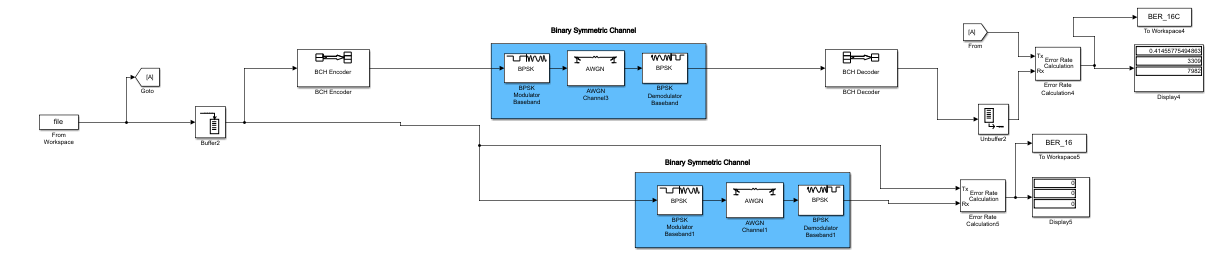 Binary Symmetric Channel
[A]
Goto
BCH Encoder
BCH Encoder
BPSK
BPSK
Modulator
Baseband
AWGN
AWGN
Channel3
BPSK
BPSK
Demodulator
Baseband
BCH Decoder
BCH Decoder
[A]
From
Tx
Rx
Error Rate
Calculation
Error Rate
Calculation4
BER_16C
To Workspace4
0.41455775494863
3309
7982
Display4
file
From
Workspace
Buffer2
Unbuffer2
BER_16
To Workspace5
Binary Symmetric Channel
BPSK
BPSK
Modulator
Baseband1
AWGN
AWGN
Channel1
BPSK
BPSK
Demodulator
Baseband1
Tx
Rx
Error Rate
Calculation
Error Rate
Calculation5
0
0
0
Display5